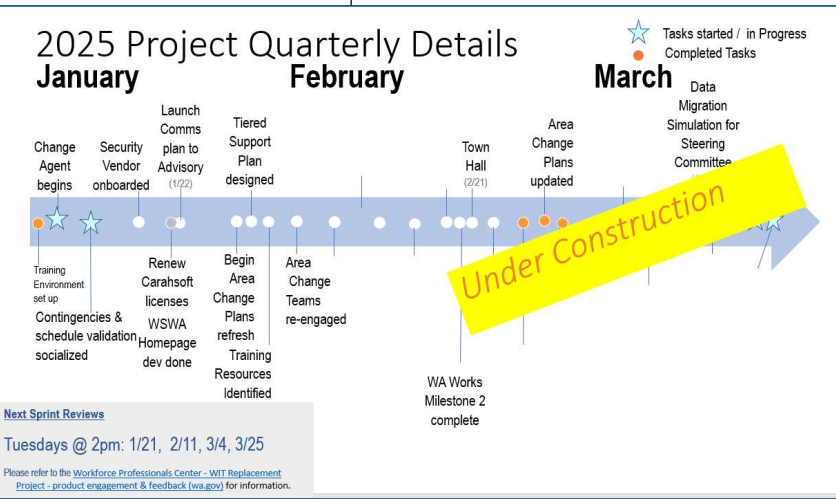 2025 Project Quarterly Details
Tasks started / in Progress
Completed Tasks
January
February
March
Change
Agent
begins
Security
Vendor
onboarded
Launch
Comms
plan to
Advisory
(1/22)
Tiered
Support
Plan
designed
Town
Hall
(2/21)
Area
Change
Plans
updated
Data
Migration
Simulation for
Steering
Committee
Under Construction
Training
Environment
set up
Contingencies &
schedule validation
socialized
Renew
Carahsoft
licenses
WSWA
Homepage
dev done
Begin
Area
Change
Plans
refresh
Training
Resources
Identified
Area
Change
Teams
re-engaged
WA Works
Milestone 2
complete
Next Sprint Reviews
Tuesdays @ 2pm: 1/21, 2/11, 3/4, 3/25
Please refer to the Workforce Professionals Center - WIT Replacement
Project - product engagement & feedback (wa.gov) for information.